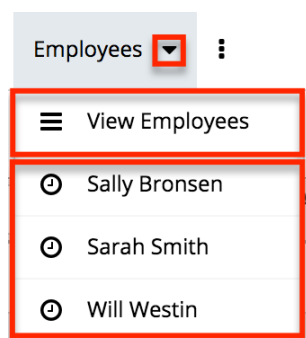 Employees
View Employees
Sally Bronsen
Sarah Smith
Will Westin